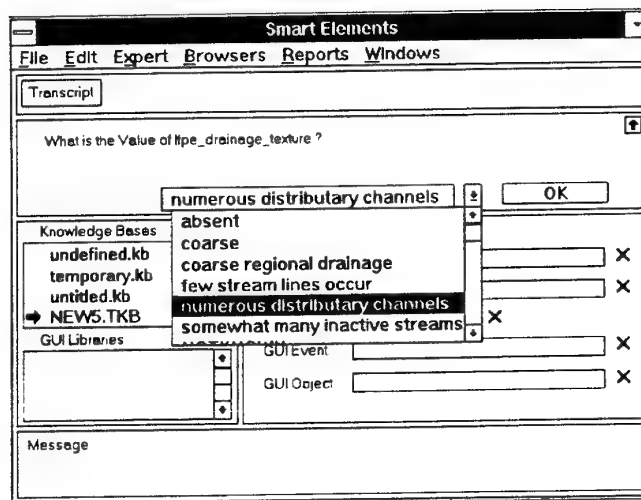 Smart Elements
File Edit Expert Browsers Reports Windows
Transcript
What is the Value of ltpe_drainage_texture ?
numerous distributary channels
OK
absent
coarse
coarse regional drainage
few stream lines occur
numerous distributary channels
somewhat many inactive streams
Knowledge Bases
undefined.kb
temporary.kb
untitled.kb
NEW5.TKB
GUI Libraries
GUI Event
GUI Object
Message